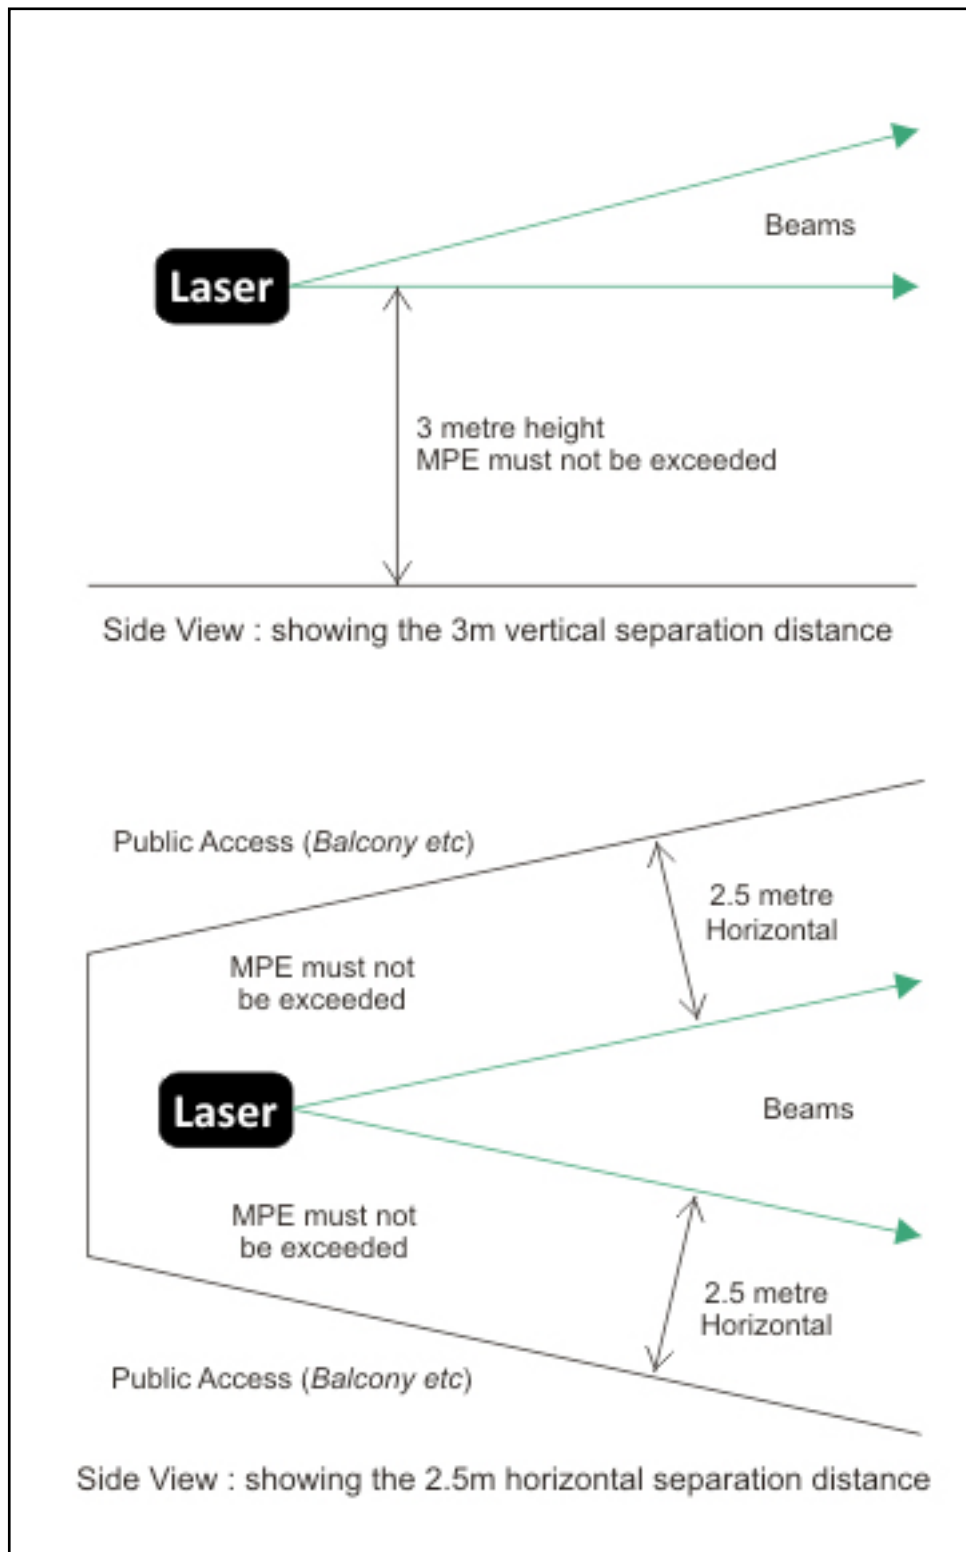 Beams
Laser
3 metre height
MPE must not be exceeded
Side View : showing the 3m vertical separation distance
Public Access (Balcony etc)
2.5 metre
Horizontal
MPE must not
be exceeded
Laser
Beams
MPE must not
be exceeded
2.5 metre
Horizontal
Public Access (Balcony etc)
Side View : showing the 2.5m horizontal separation distance